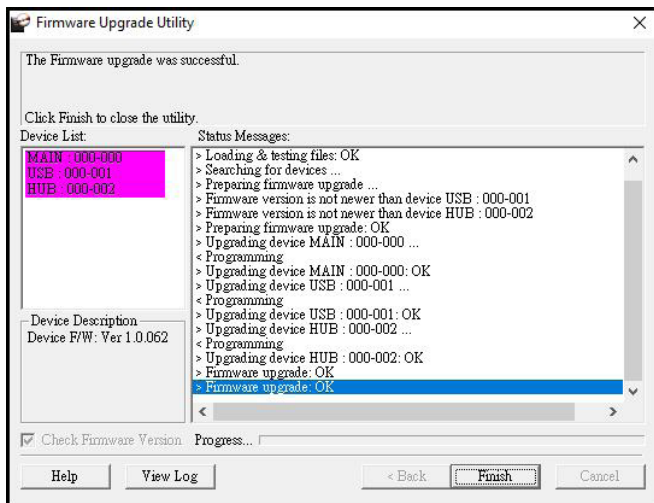 Firmware Upgrade Utility
The Firmware upgrade was successful.
Click Finish to close the utility.
Device List:
MAIN : 000-000
USB : 000-001
HUB : 000-002
Device Description
Device F/W: Ver 1.0.062
Status Messages:
> Loading & testing files: OK
> Searching for devices ...
> Preparing firmware upgrade ...
> Firmware version is not newer than device USB : 000-001
> Firmware version is not newer than device HUB : 000-002
> Preparing firmware upgrade: OK
> Upgrading device MAIN : 000-000 ...
< Programming
> Upgrading device MAIN : 000-000: OK
> Upgrading device USB : 000-001 ...
< Programming
> Upgrading device USB : 000-001: OK
> Upgrading device HUB : 000-002 ...
< Programming
> Upgrading device HUB : 000-002: OK
> Firmware upgrade: OK
> Firmware upgrade: OK
Check Firmware Version Progress...
Help View Log < Back Finish Cancel